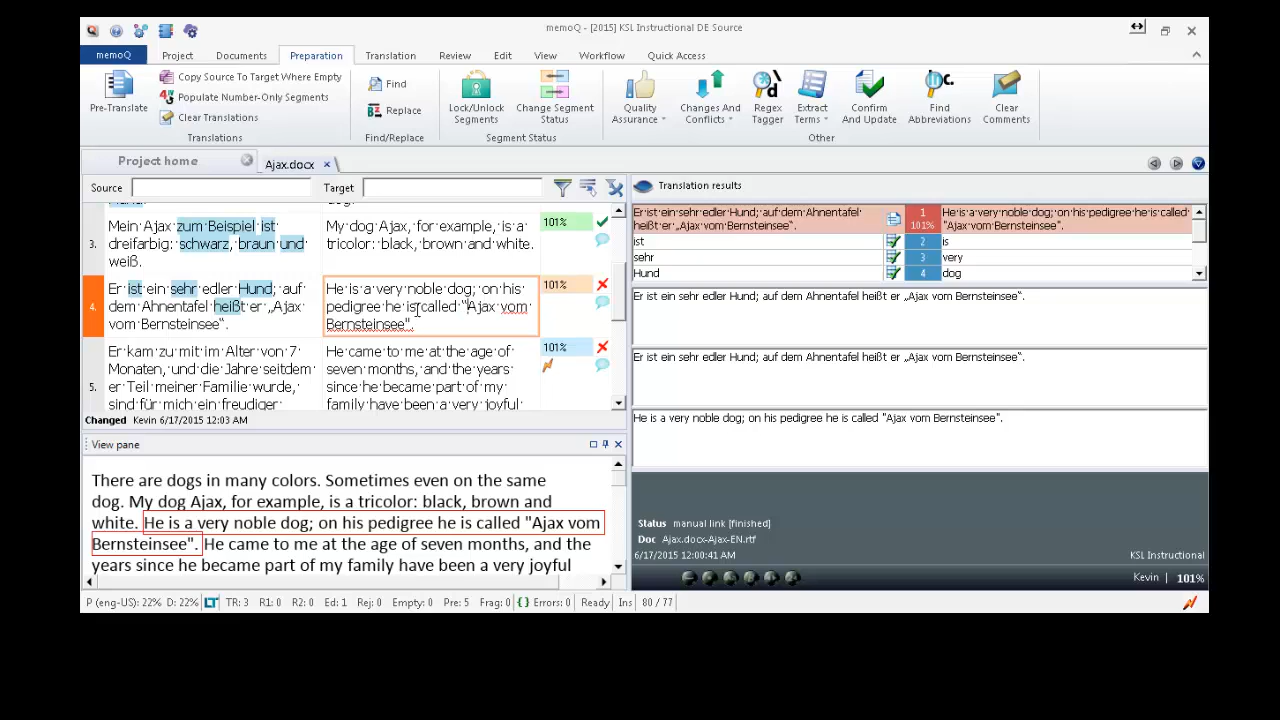 memoQ - [2015] KSL Instructional DE Source
memoQ Project Documents Preparation Translation Review Edit View Workflow Quick Access
Pre-Translate
Copy Source To Target Where Empty
Populate Number-Only Segments
Clear Translations
Translations
Find
Replace
Find/Replace
Lock/Unlock Segments
Change Segment Status
Segment Status
Quality Assurance
Changes And Conflicts
Regex Tagger
Extract Terms
Confirm And Update
Find Abbreviations
Clear Comments
Other
Project home
Ajax.docx
Source
Target
3.
Mein·Ajax·zum·Beispiel·ist·
dreifarbig:·schwarz,·braun·und·
weiß.
My·dog·Ajax,·for·example,·is·a·
tricolor:·black,·brown·and·white.
101%
4.
Er·ist·ein·sehr·edler·Hund;·auf·
dem·Ahnentafel·heißt·er·„Ajax·
vom·Bernsteinsee“.
He·is·a·very·noble·dog;·on·his·
pedigree·he·is·called·"Ajax·vom·
Bernsteinsee".
101%
5.
Er·kam·zu·mit·im·Alter·von·7·
Monaten,·und·die·Jahre·seitdem·
er·Teil·meiner·Familie·wurde,·
sind·für·mich·ein·freudiger·
He·came·to·me·at·the·age·of·
seven·months,·and·the·years·
since·he·became·part·of·my·
family·have·been·a·very·joyful·
101%
Changed Kevin 6/17/2015 12:03 AM
View pane
There are dogs in many colors. Sometimes even on the same
dog. My dog Ajax, for example, is a tricolor: black, brown and
white. He is a very noble dog; on his pedigree he is called "Ajax vom
Bernsteinsee". He came to me at the age of seven months, and the
years since he became part of my family have been a very joyful
Translation results
Er·ist·ein·sehr·edler·Hund;·auf·dem·Ahnentafel·
heißt·er·„Ajax·vom·Bernsteinsee“.
1
101%
He·is·a·very·noble·dog;·on·his·pedigree·he·is·called·
"Ajax·vom·Bernsteinsee".
ist 2 is
sehr 3 very
Hund 4 dog
Er ist ein sehr edler Hund; auf dem Ahnentafel heißt er „Ajax vom Bernsteinsee“.
Er ist ein sehr edler Hund; auf dem Ahnentafel heißt er „Ajax vom Bernsteinsee“.
He is a very noble dog; on his pedigree he is called "Ajax vom Bernsteinsee".
Status manual link [finished]
Doc Ajax.docx-Ajax-EN.rtf
6/17/2015 12:00:41 AM
KSL Instructional
Kevin | 101%
P (eng-US): 22% D: 22% TR: 3 R1: 0 R2: 0 Ed: 1 Rej: 0 Empty: 0 Pre: 5 Frag: 0 {} Errors: 0 Ready Ins 80 / 77